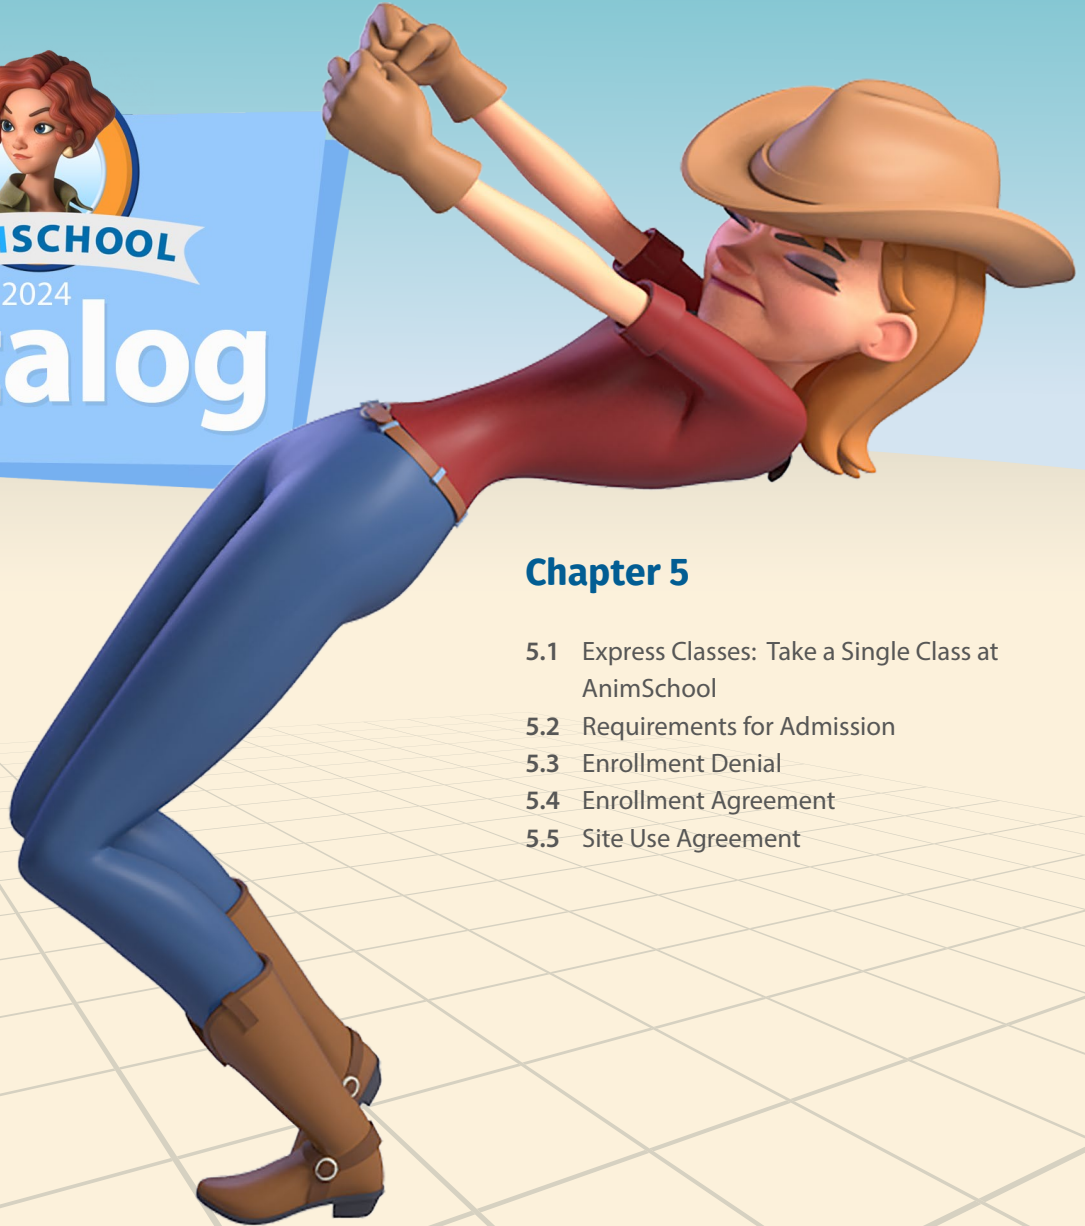 SCHOOL
2024
alog
Chapter 5
5.1 Express Classes: Take a Single Class at
AnimSchool
5.2 Requirements for Admission
5.3 Enrollment Denial
5.4 Enrollment Agreement
5.5 Site Use Agreement